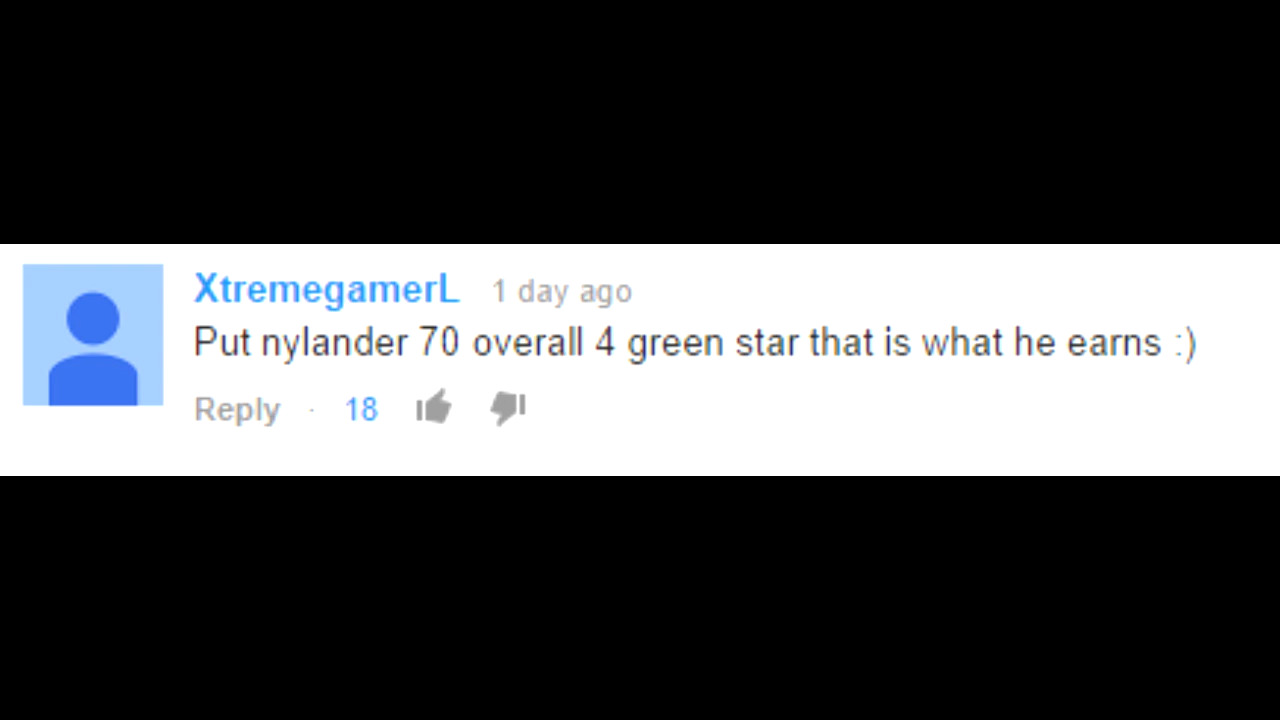 XtremegamerL 1 day ago
Put nylander 70 overall 4 green star that is what he earns :)
Reply · 18